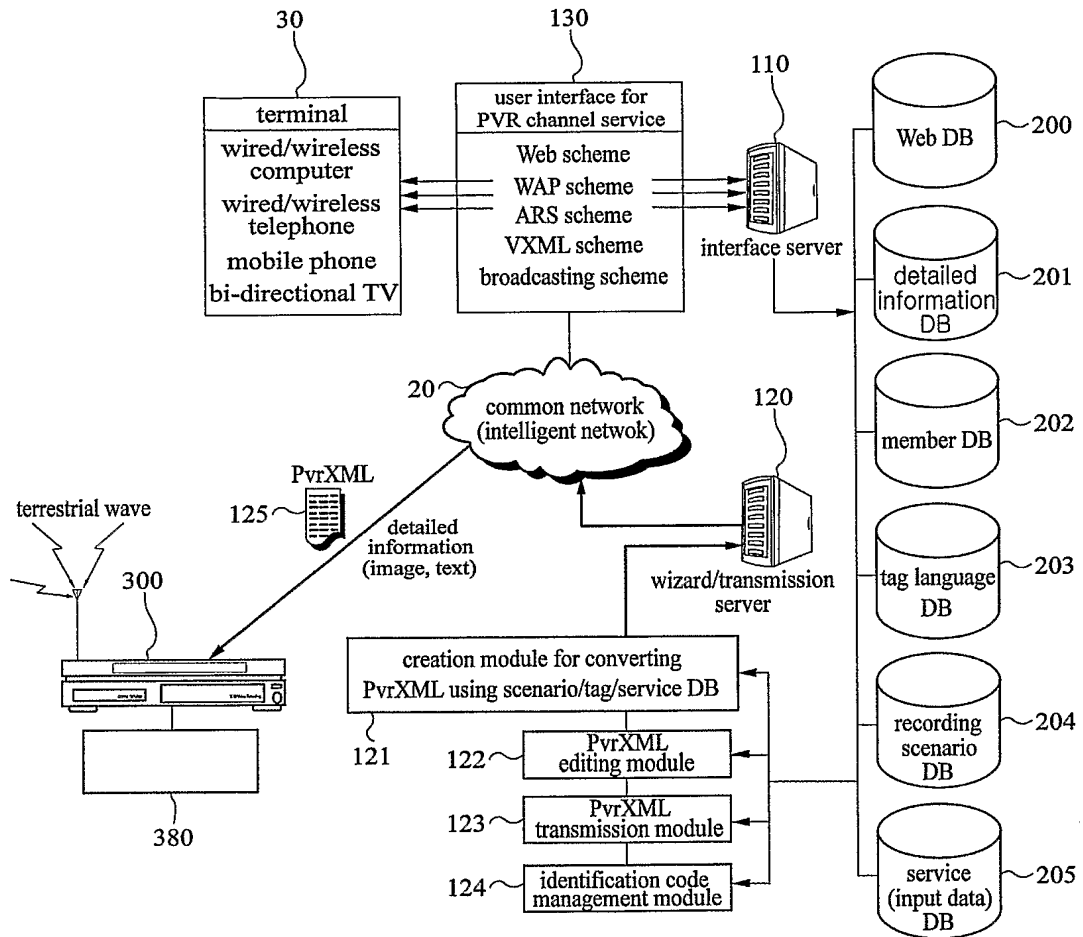 30
130
110
terminal
wired/wireless
computer
wired/wireless
telephone
mobile phone
bi-directional TV
user interface for
PVR channel service
Web scheme
WAP scheme
ARS scheme
VXML scheme
broadcasting scheme
interface server
Web DB
200
detailed
information
DB
201
member DB
202
tag language
DB
203
recording
scenario
DB
204
service
(input data)
DB
205
20
common network
(intelligent netwok)
120
wizard/transmission
server
PvrXML
125
detailed
information
(image, text)
terrestrial wave
300
380
creation module for converting
PvrXML using scenario/tag/service DB
121
122
PvrXML
editing module
123
PvrXML
transmission module
124
identification code
management module